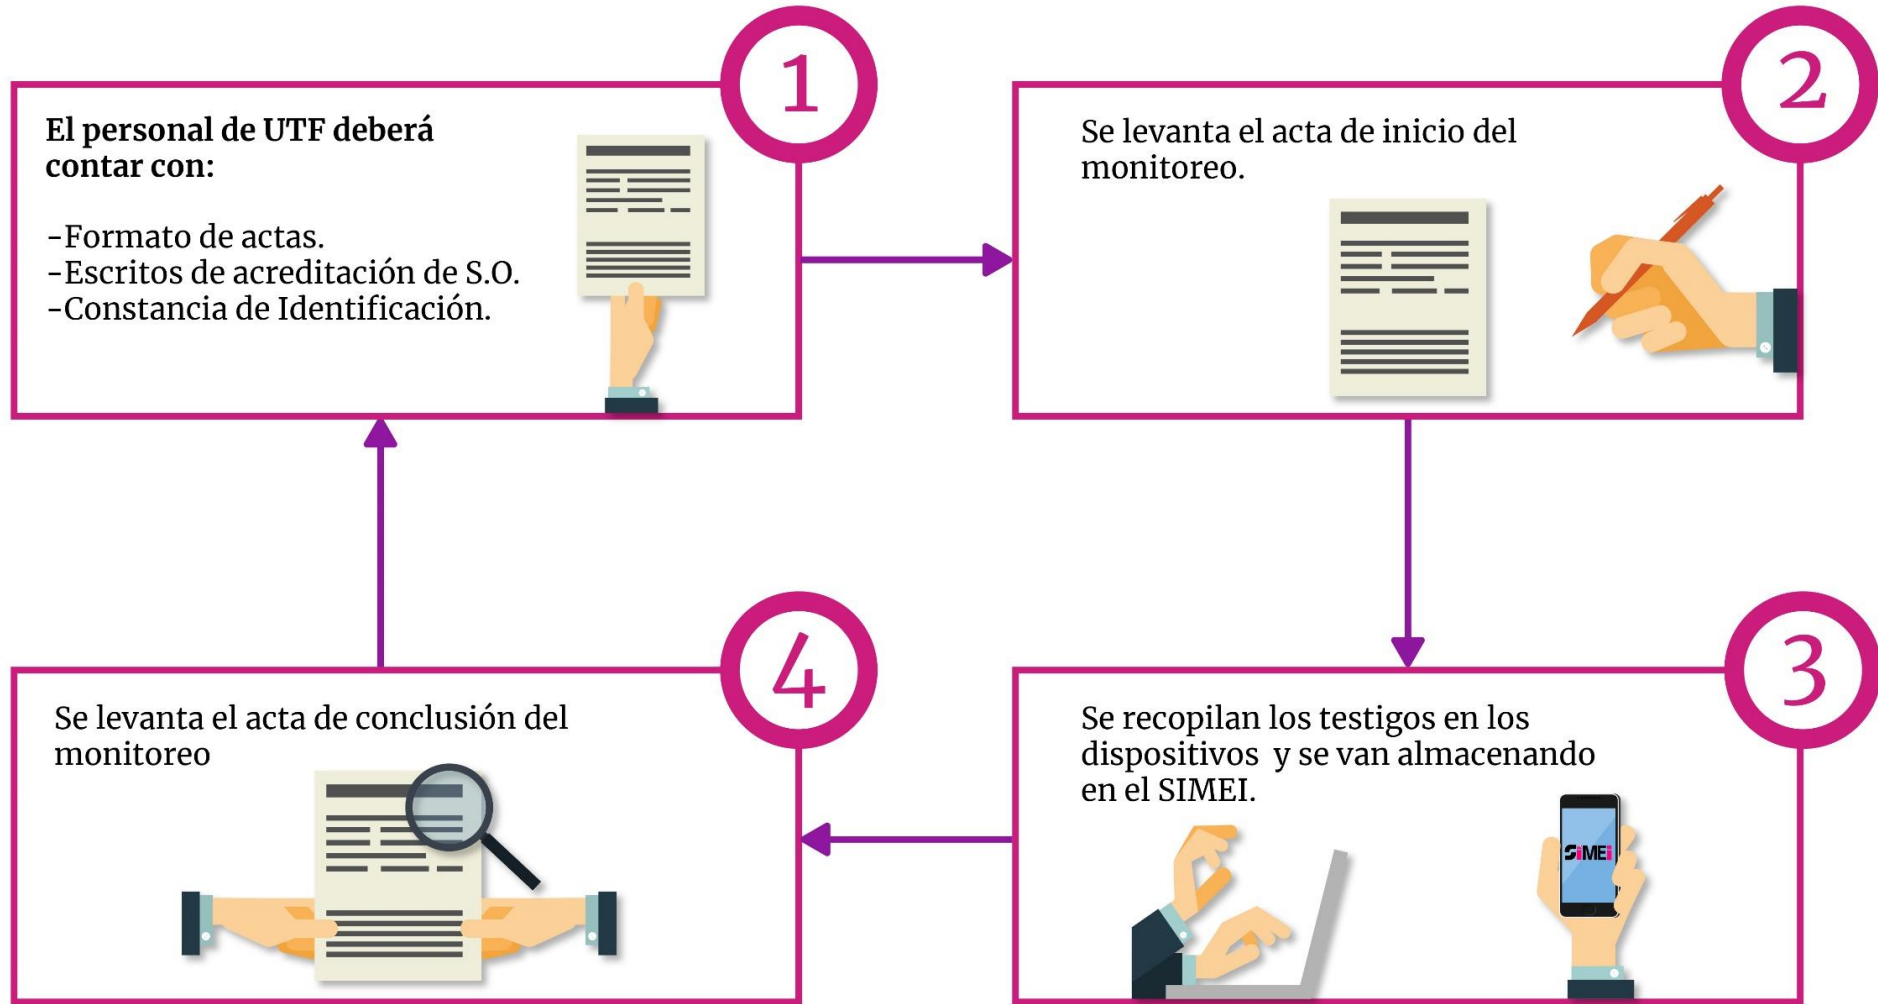 1
El personal de UTF deberá
contar con:
-Formato de actas.
-Escritos de acreditación de S.O.
-Constancia de Identificación.
2
Se levanta el acta de inicio del
monitoreo.
3
Se recopilan los testigos en los
dispositivos  y se van almacenando
en el SIMEI.
SiMEi
4
Se levanta el acta de conclusión del
monitoreo